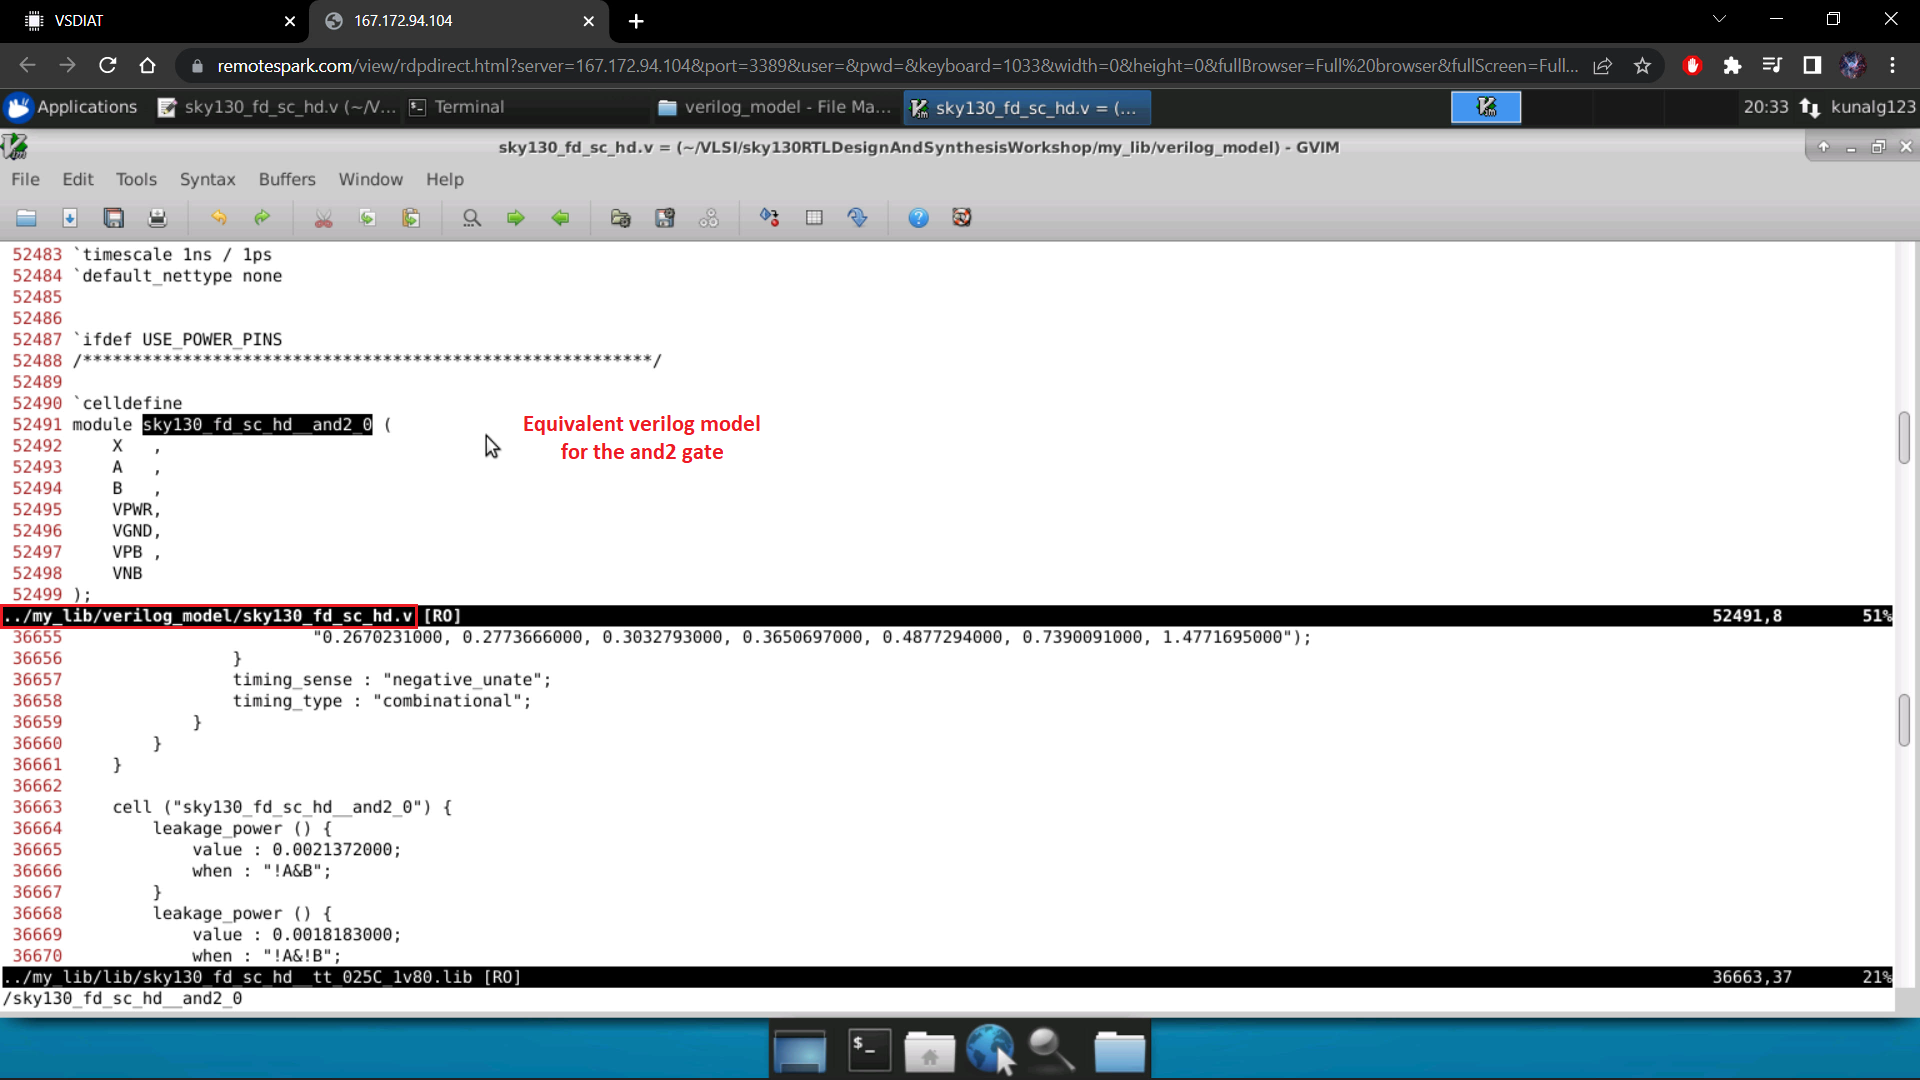 VSDIAT
167.172.94.104
remotespark.com/view/rdpdirect.html?server=167.172.94.104&port=3389&user=&pwd=&keyboard=1033&width=0&height=0&fullBrowser=Full%20browser&fullScreen=Full...
Applications
sky130_fd_sc_hd.v (~/V...
Terminal
verilog_model - File Ma...
sky130_fd_sc_hd.v = (...
20:33
kunalg123
sky130_fd_sc_hd.v = (~/VLSI/sky130RTLDesignAndSynthesisWorkshop/my_lib/verilog_model) - GVIM
File Edit Tools Syntax Buffers Window Help
52483 `timescale 1ns / 1ps
52484 `default_nettype none
52485
52486
52487 `ifdef USE_POWER_PINS
52488 /*********************************************************/
52489
52490 `celldefine
52491 module sky130_fd_sc_hd__and2_0 (
52492     X   ,
52493     A   ,
52494     B   ,
52495     VPWR,
52496     VGND,
52497     VPB ,
52498     VNB
52499 );
Equivalent verilog model
for the and2 gate
../my_lib/verilog_model/sky130_fd_sc_hd.v [RO] 52491,8 51%
36655                         "0.2670231000, 0.2773666000, 0.3032793000, 0.3650697000, 0.4877294000, 0.7390091000, 1.4771695000");
36656                 }
36657                 timing_sense : "negative_unate";
36658                 timing_type : "combinational";
36659             }
36660         }
36661     }
36662
36663     cell ("sky130_fd_sc_hd__and2_0") {
36664         leakage_power () {
36665             value : 0.0021372000;
36666             when : "!A&B";
36667         }
36668         leakage_power () {
36669             value : 0.0018183000;
36670             when : "!A&!B";
../my_lib/lib/sky130_fd_sc_hd__tt_025C_1v80.lib [RO] 36663,37 21%
/sky130_fd_sc_hd__and2_0